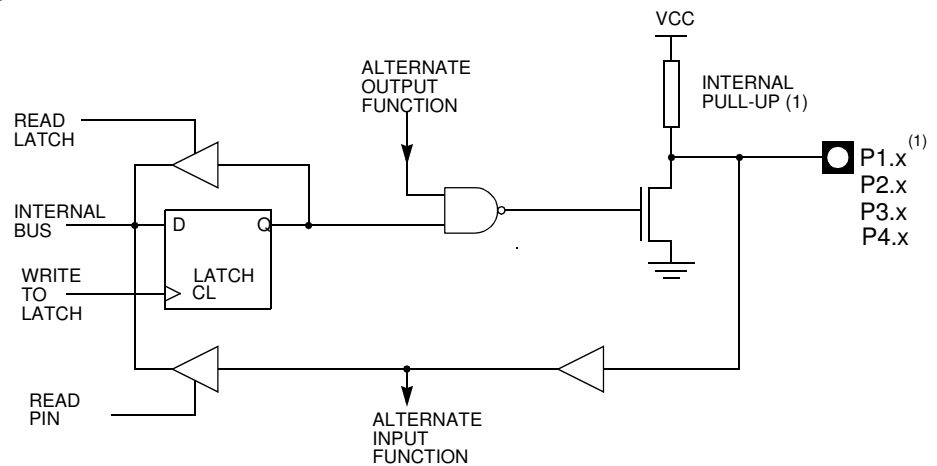 VCC
ALTERNATE
OUTPUT
FUNCTION
INTERNAL
PULL-UP (1)
READ
LATCH
P1.x(1)
P2.x
P3.x
P4.x
INTERNAL
BUS
D
Q
LATCH
CL
WRITE
TO
LATCH
READ
PIN
ALTERNATE
INPUT
FUNCTION